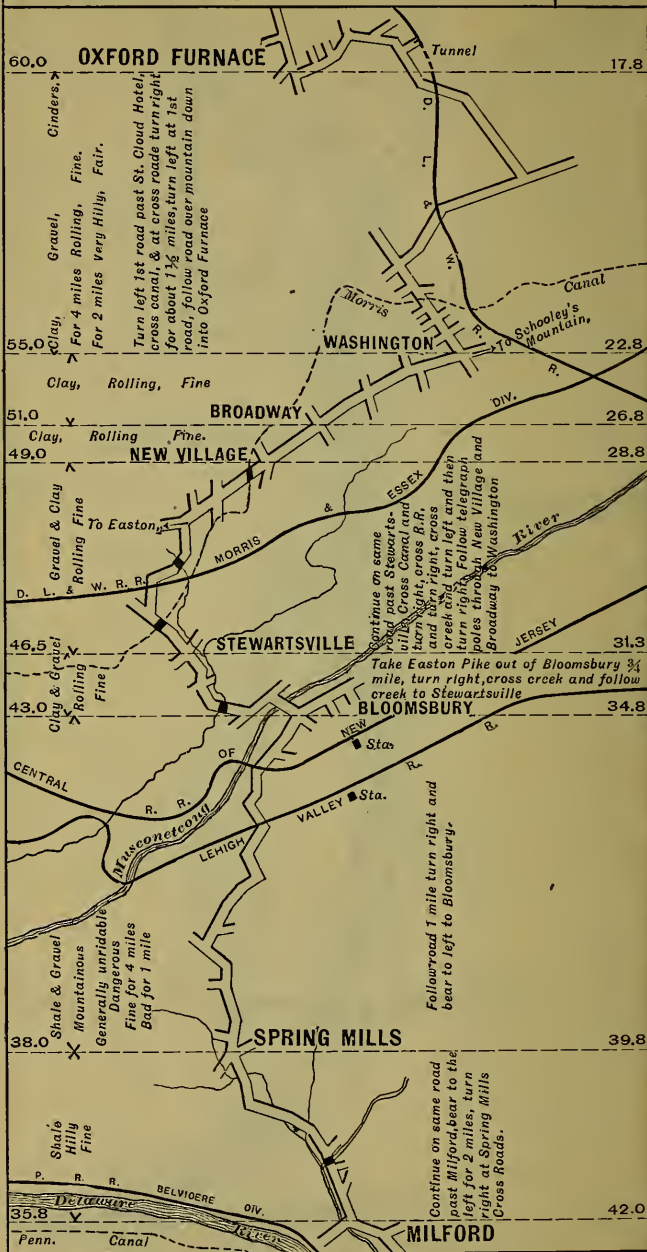 Tunnel
60.0 OXFORD FURNACE 17.8
Clay, Gravel, Cinders,
For 4 miles Rolling, Fine.
For 2 miles Very Hilly, Fair.
Turn left 1st road past St. Cloud Hotel,
cross canal, & at cross roade turn right
for about 1½ miles, turn left at 1st
road, follow road over mountain down
into Oxford Furnace
D. L. & W. R. R.
Morris Canal
WASHINGTON
To Schooley's
Mountain,
55.0 22.8
Clay, Rolling, Fine
BROADWAY
51.0 26.8
Clay, Rolling Fine.
NEW VILLAGE
49.0 28.8
Gravel & Clay
Rolling Fine
To Easton,
D. L. & W. R. R. MORRIS & ESSEX DIV.
Continue on same
road past Stewarts-
ville Cross Canal and
turn right, cross R.R.
and turn right, cross
creek and turn left and then
turn right. Follow telegraph
poles through New Village and
Broadway to Washington
River
STEWARTSVILLE
46.5 31.3
Clay & Gravel
Rolling
Fine
Take Easton Pike out of Bloomsbury ¾
mile, turn right, cross creek and follow
creek to Stewartsville
BLOOMSBURY
43.0 34.8
CENTRAL R. R. OF NEW JERSEY
Sta.
LEHIGH VALLEY R. R.
Sta.
Musconetcong
Shale & Gravel
Mountainous
Generally unridable
Dangerous
Fine for 4 miles
Bad for 1 mile
Follow road 1 mile turn right and
bear to left to Bloomsbury.
SPRING MILLS
38.0 39.8
Shale
Hilly
Fine
Continue on same road
past Milford, bear to the
left for 2 miles, turn
right at Spring Mills
Cross Roads.
P. R. R. BELVIDERE DIV.
Delaware River
35.8 42.0
MILFORD
Penn. Canal